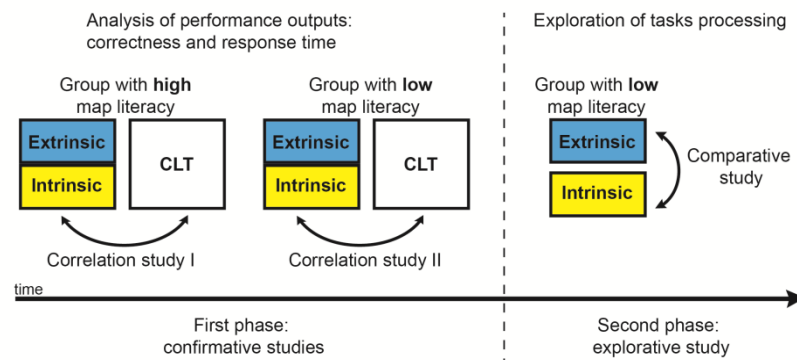 Analysis of performance outputs:
correctness and response time
Exploration of tasks processing
Group with high
map literacy
Group with low
map literacy
Group with low
map literacy
Extrinsic
Intrinsic
CLT
Extrinsic
Intrinsic
CLT
Extrinsic
Intrinsic
Comparative
study
Correlation study I
Correlation study II
time
First phase:
confirmative studies
Second phase:
explorative study